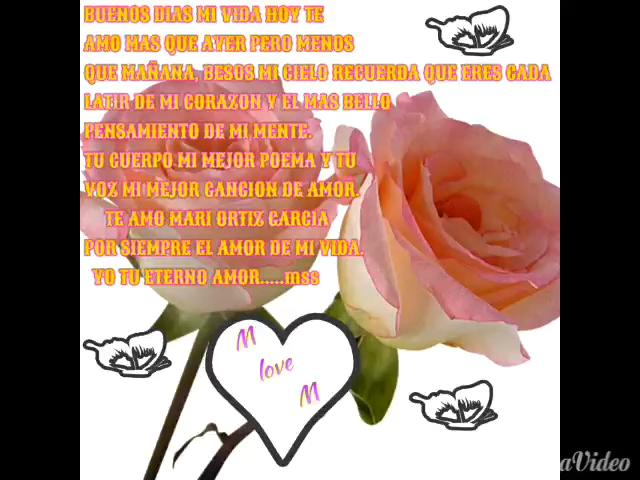 BUENOS DIAS MI VIDA HOY TE
AMO MAS QUE AYER PERO MENOS
QUE MAÑANA, BESOS MI CIELO RECUERDA QUE ERES CADA
LATIR DE MI CORAZON Y EL MAS BELLO
PENSAMIENTO DE MI MENTE.
TU CUERPO MI MEJOR POEMA Y TU
VOZ MI MEJOR CANCION DE AMOR.
TE AMO MARI ORTIZ GARCIA
POR SIEMPRE EL AMOR DE MI VIDA.
YO TU ETERNO AMOR.....mss
M
love
M
aVideo